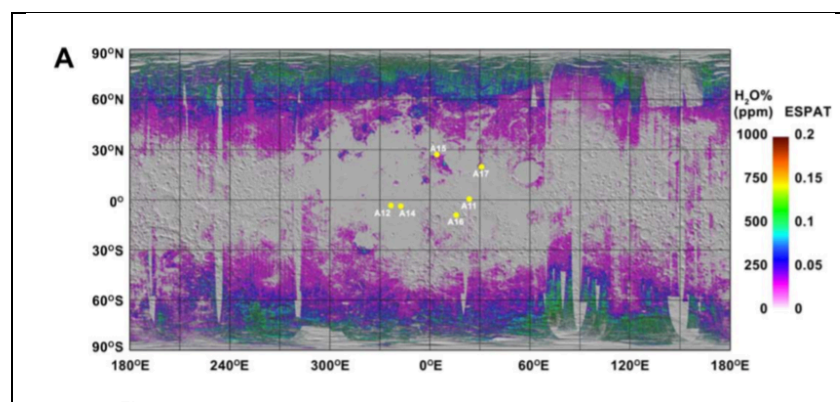 A
90°N
60°N
30°N
0°
30°S
60°S
90°S
180°E
240°E
300°E
0°E
60°E
120°E
180°E
A15
A17
A11
A12
A14
A16
H₂O%
(ppm) ESPAT
1000 0.2
750 0.15
500 0.1
250 0.05
0 0